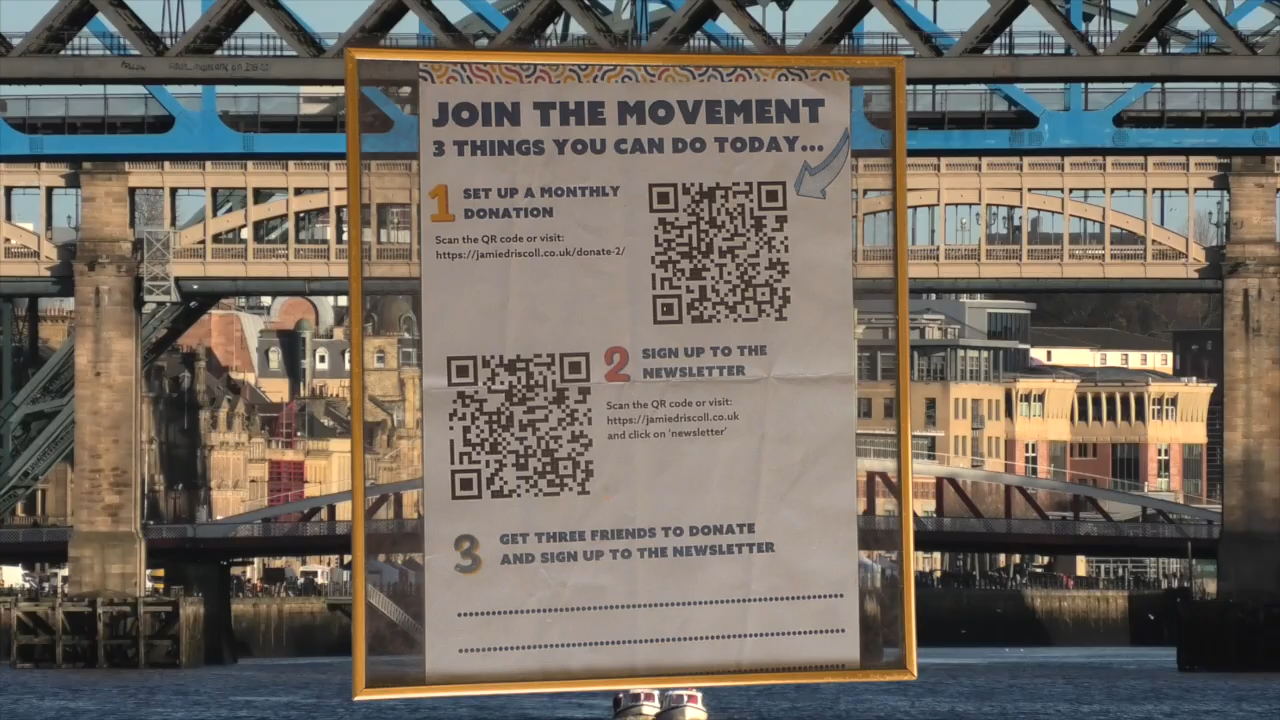 JOIN THE MOVEMENT
3 THINGS YOU CAN DO TODAY...
1 SET UP A MONTHLY
DONATION
Scan the QR code or visit:
https://jamiedriscoll.co.uk/donate-2/
2 SIGN UP TO THE
NEWSLETTER
Scan the QR code or visit:
https://jamiedriscoll.co.uk
and click on 'newsletter'
3 GET THREE FRIENDS TO DONATE
AND SIGN UP TO THE NEWSLETTER